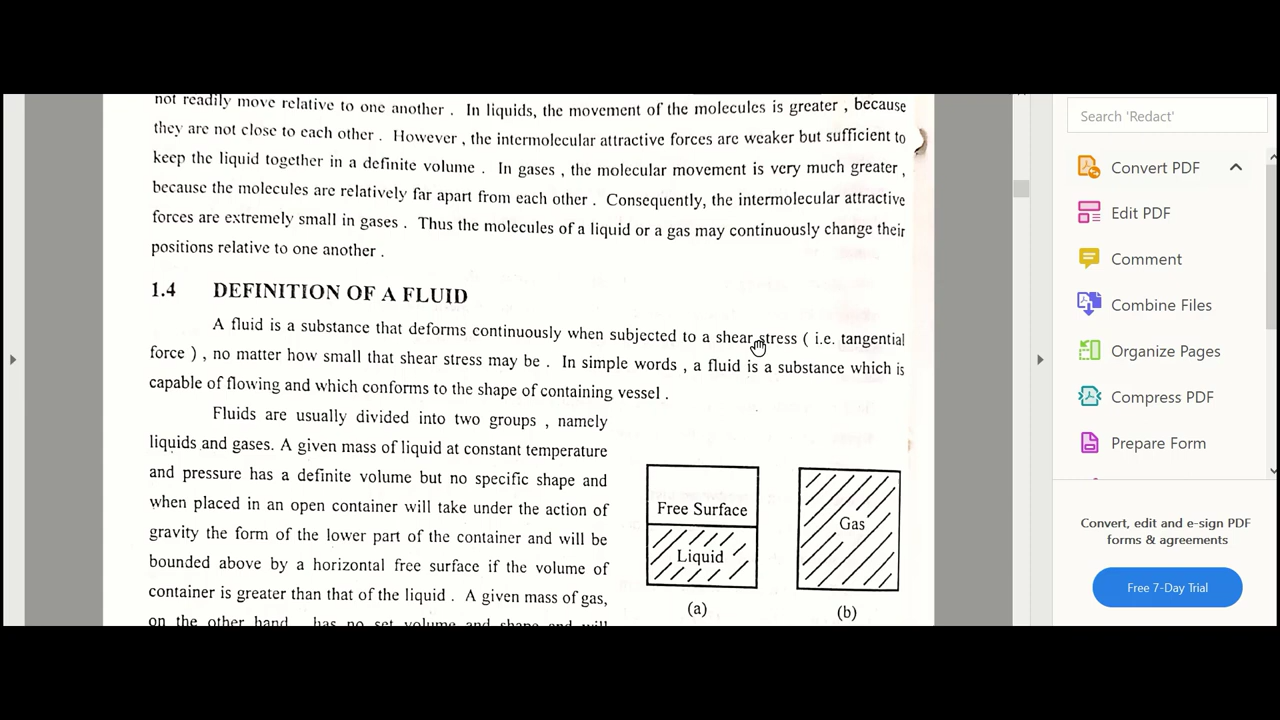 not readily move relative to one another . In liquids, the movement of the molecules is greater , because
they are not close to each other . However , the intermolecular attractive forces are weaker but sufficient to
keep the liquid together in a definite volume . In gases , the molecular movement is very much greater ,
because the molecules are relatively far apart from each other . Consequently, the intermolecular attractive
forces are extremely small in gases . Thus the molecules of a liquid or a gas may continuously change their
positions relative to one another .
1.4 DEFINITION OF A FLUID
A fluid is a substance that deforms continuously when subjected to a shear stress ( i.e. tangential
force ) , no matter how small that shear stress may be . In simple words , a fluid is a substance which is
capable of flowing and which conforms to the shape of containing vessel .
Fluids are usually divided into two groups , namely
liquids and gases. A given mass of liquid at constant temperature
and pressure has a definite volume but no specific shape and
when placed in an open container will take under the action of
gravity the form of the lower part of the container and will be
bounded above by a horizontal free surface if the volume of
container is greater than that of the liquid . A given mass of gas,
on the other hand has no set volume and shape and will
Free Surface
Liquid
(a)
Gas
(b)
Search 'Redact'
Convert PDF
Edit PDF
Comment
Combine Files
Organize Pages
Compress PDF
Prepare Form
Convert, edit and e-sign PDF
forms & agreements
Free 7-Day Trial